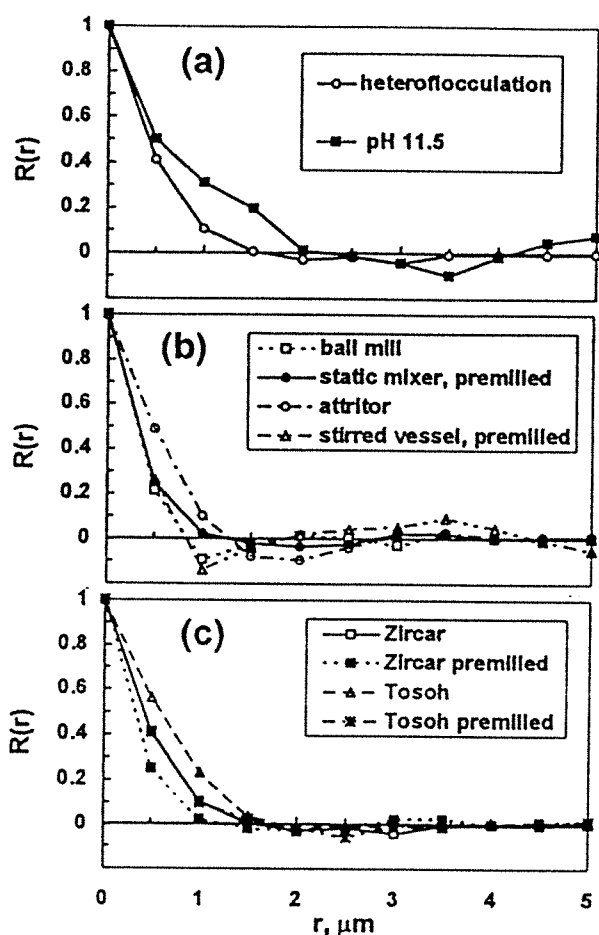 1
(a)
0.8
heteroflocculation
0.6
R(r)
pH 11.5
0.4
0.2
0
1
(b)
ball mill
0.8
static mixer, premilled
0.6
attritor
R(r)
stirred vessel, premilled
0.4
0.2
0
1
(c)
Zircar
0.8
Zircar premilled
0.6
Tosoh
R(r)
Tosoh premilled
0.4
0.2
0
0 1 2 3 4 5
r, μm